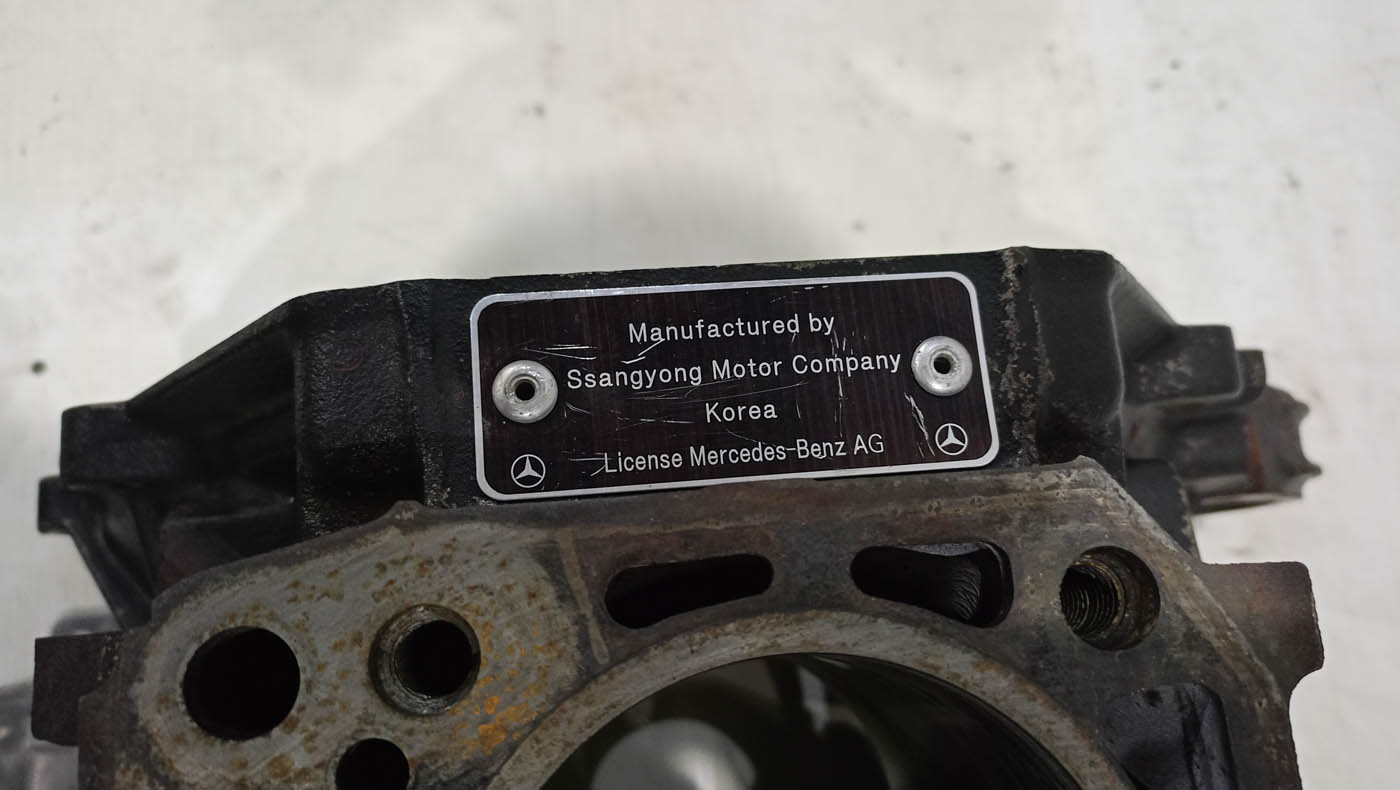 Manufactured by
Ssangyong Motor Company
Korea
License Mercedes-Benz AG